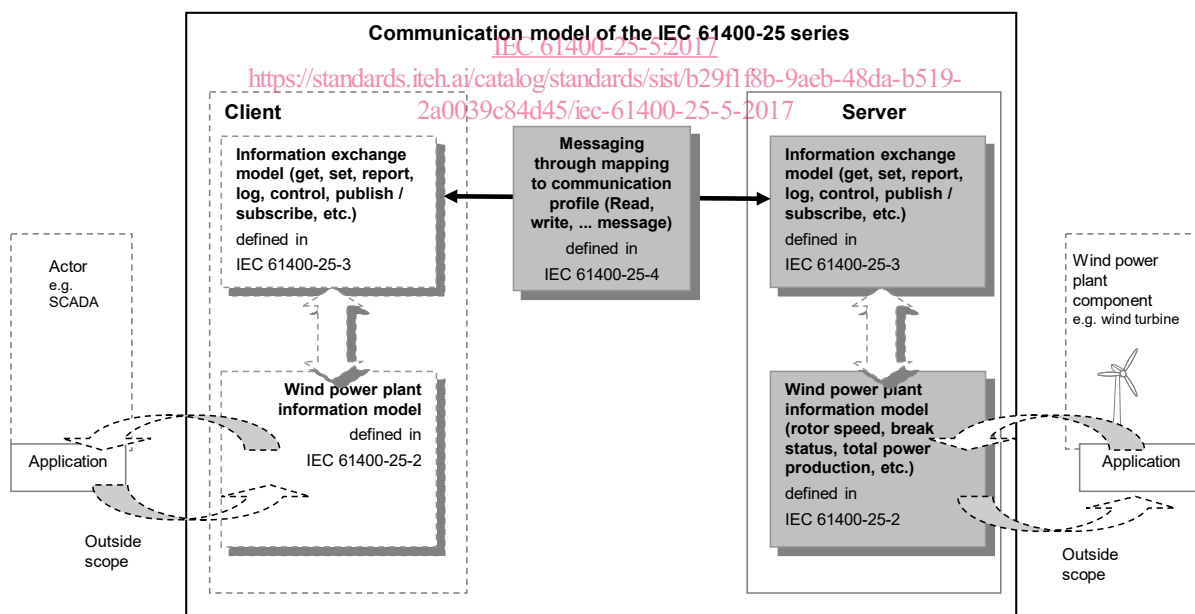 Communication model of the IEC 61400-25 series
IEC 61400-25-5:2017
https://standards.iteh.ai/catalog/standards/sist/b29f1f8b-9aeb-48da-b519-
2a0039c84d45/iec-61400-25-5-2017
Client
Information exchange
model (get, set, report,
log, control, publish /
subscribe, etc.)
defined in
IEC 61400-25-3
Messaging
through mapping
to communication
profile (Read,
write, ... message)
defined in
IEC 61400-25-4
Server
Information exchange
model (get, set, report,
log, control, publish /
subscribe, etc.)
defined in
IEC 61400-25-3
Actor
e.g.
SCADA
Application
Outside
scope
Wind power plant
information model
defined in
IEC 61400-25-2
Wind power plant
information model
(rotor speed, break
status, total power
production, etc.)
defined in
IEC 61400-25-2
Wind power
plant
component
e.g. wind turbine
Application
Outside
scope